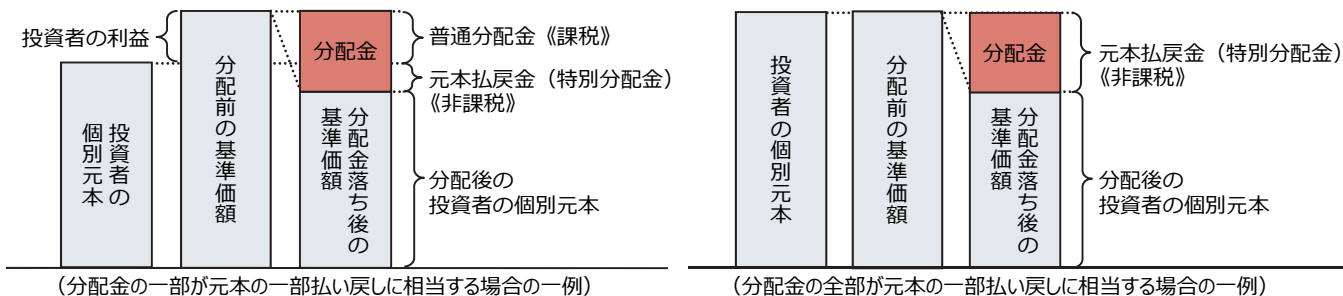 投資者の利益
投資者の
個別元本
分配前の基準価額
分配金
分配金落ち後の
基準価額
普通分配金《課税》
元本払戻金（特別分配金）
《非課税》
分配後の
投資者の個別元本
（分配金の一部が元本の一部払い戻しに相当する場合の一例）
投資者の個別元本
分配前の基準価額
分配金
分配金落ち後の
基準価額
元本払戻金（特別分配金）
《非課税》
分配後の
投資者の個別元本
（分配金の全部が元本の一部払い戻しに相当する場合の一例）